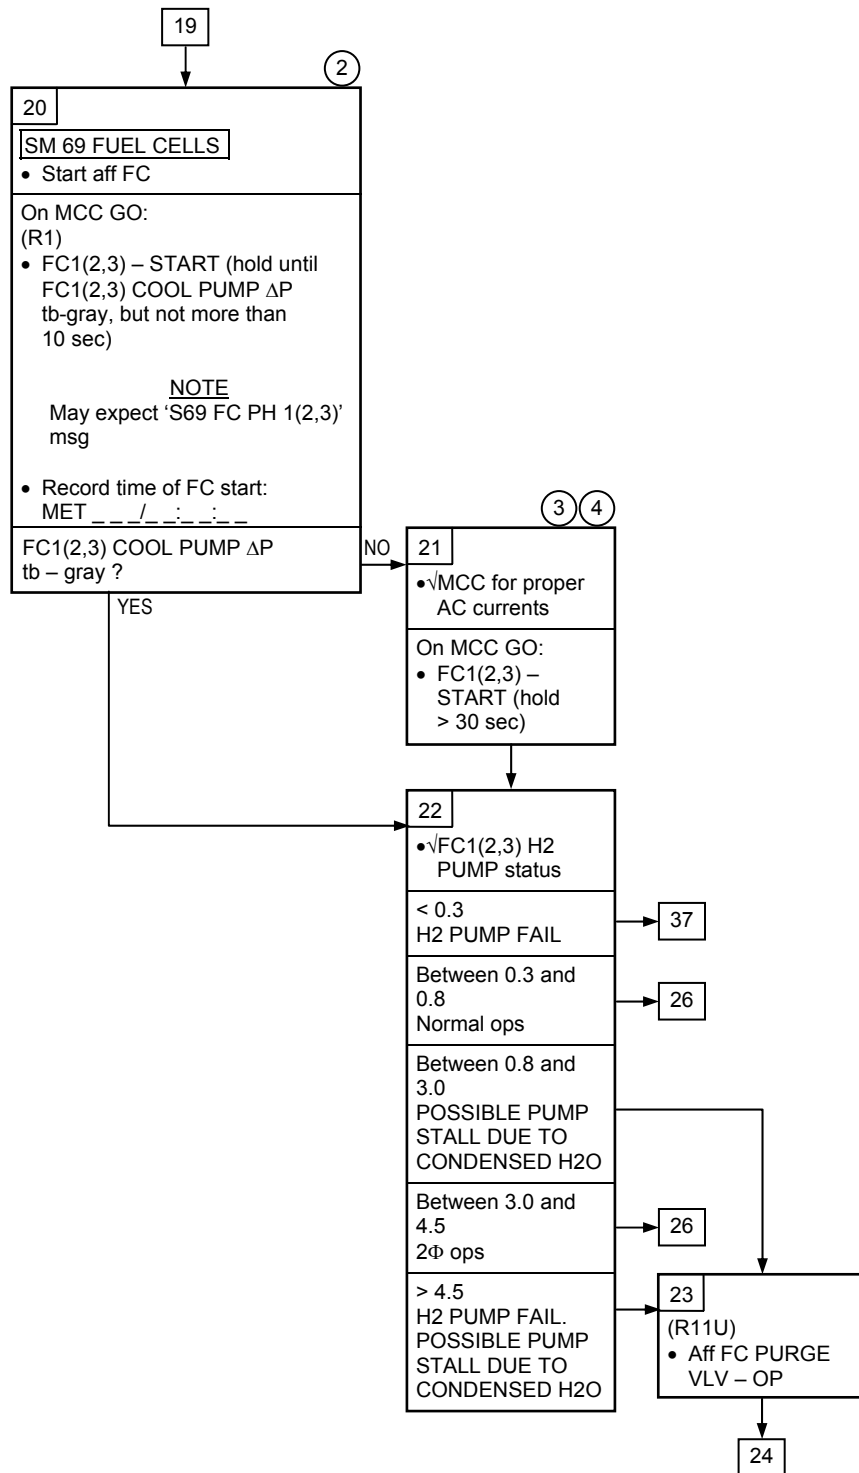 19
2
20
SM 69 FUEL CELLS
• Start aff FC
On MCC GO:
(R1)
• FC1(2,3) – START (hold until
FC1(2,3) COOL PUMP ∆P
tb-gray, but not more than
10 sec)
NOTE
May expect ‘S69 FC PH 1(2,3)’
msg
• Record time of FC start:
MET _ _ _/_ _:_ _:_ _
FC1(2,3) COOL PUMP ∆P
tb – gray ?
NO
YES
3 4
21
•√MCC for proper
AC currents
On MCC GO:
• FC1(2,3) –
START (hold
> 30 sec)
22
•√FC1(2,3) H2
PUMP status
< 0.3
H2 PUMP FAIL
37
Between 0.3 and
0.8
Normal ops
26
Between 0.8 and
3.0
POSSIBLE PUMP
STALL DUE TO
CONDENSED H2O
Between 3.0 and
4.5
2Φ ops
26
> 4.5
H2 PUMP FAIL.
POSSIBLE PUMP
STALL DUE TO
CONDENSED H2O
23
(R11U)
• Aff FC PURGE
VLV – OP
24